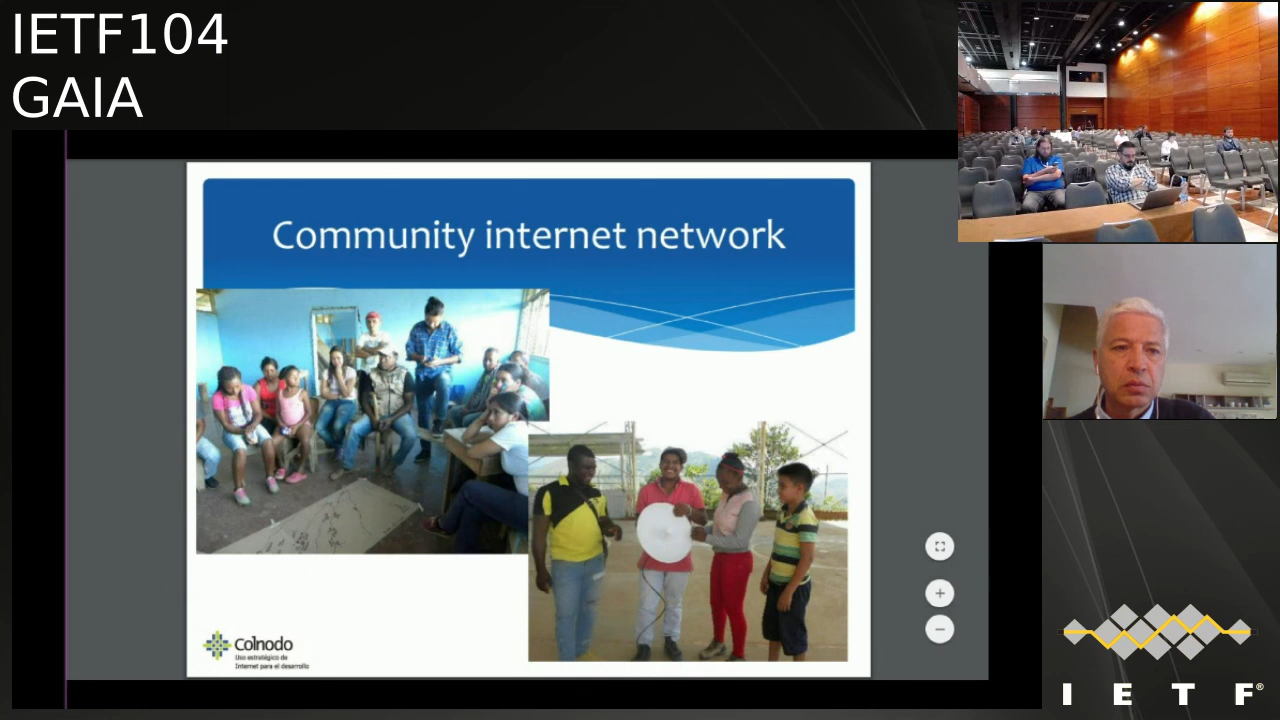 IETF104
GAIA
Community internet network
Colnodo
Uso estratégico de
Internet para el desarrollo
I E T F®